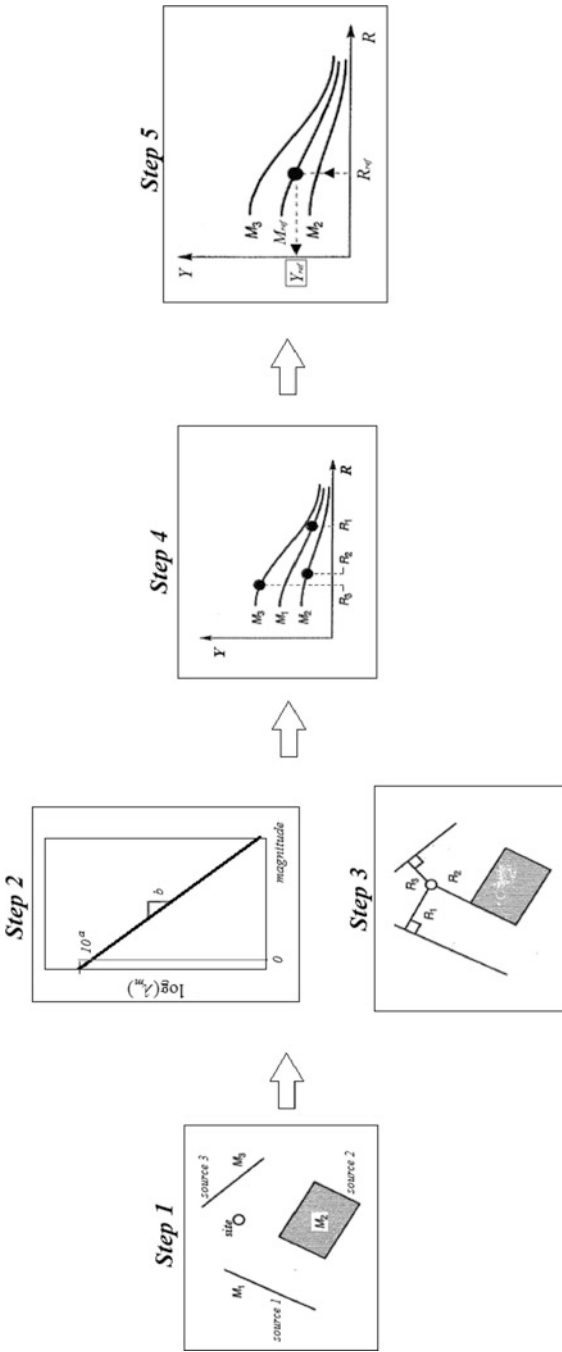 Step 1
source 1
M₁
site
source 3
M₃
M₂
source 2
Step 2
log(λₘ)
10ᵃ
b
0
magnitude
Step 3
R₁
R₃
R₂
Step 4
Y
M₃
M₁
M₂
R₃
R₂
R₁
R
Step 5
Y
M₃
Mref
M₂
Yref
Rref
R